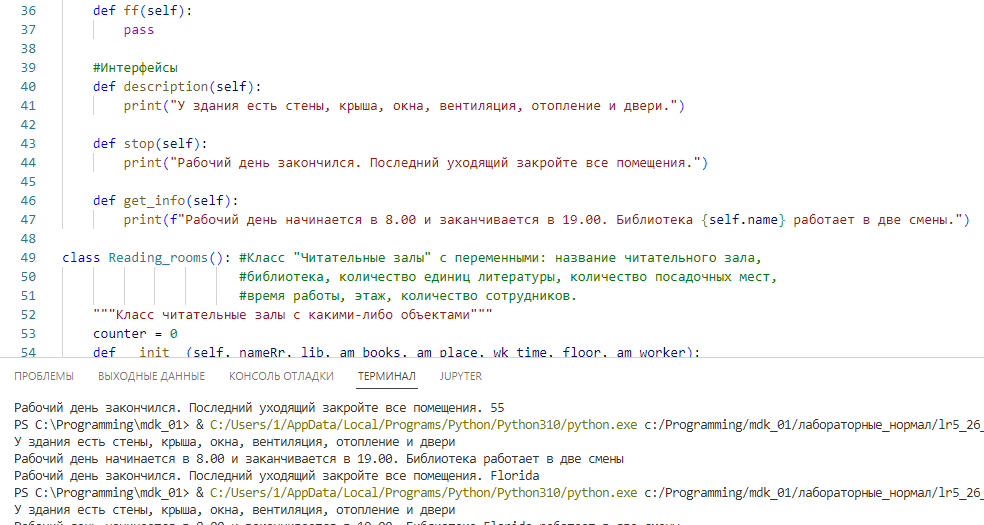 36 def ff(self):
37 pass
38
39 #Интерфейсы
40 def description(self):
41 print("У здания есть стены, крыша, окна, вентиляция, отопление и двери.")
42
43 def stop(self):
44 print("Рабочий день закончился. Последний уходящий закройте все помещения.")
45
46 def get_info(self):
47 print(f"Рабочий день начинается в 8.00 и заканчивается в 19.00. Библиотека {self.name} работает в две смены.")
48
49 class Reading_rooms(): #Класс "Читательные залы" с переменными: название читательного зала,
50 #библиотека, количество единиц литературы, количество посадочных мест,
51 #время работы, этаж, количество сотрудников.
52 """Класс читательные залы с какими-либо объектами"""
53 counter = 0
54 def __init__(self, nameRr, lib, am_books, am_place, wk_time, floor, am_worker):
ПРОБЛЕМЫ ВЫХОДНЫЕ ДАННЫЕ КОНСОЛЬ ОТЛАДКИ ТЕРМИНАЛ JUPYTER
Рабочий день закончился. Последний уходящий закройте все помещения. 55
PS C:\Programming\mdk_01> & C:/Users/1/AppData/Local/Programs/Python/Python310/python.exe c:/Programming/mdk_01/лабораторные_нормал/lr5_26_
У здания есть стены, крыша, окна, вентиляция, отопление и двери
Рабочий день начинается в 8.00 и заканчивается в 19.00. Библиотека работает в две смены
Рабочий день закончился. Последний уходящий закройте все помещения. Florida
PS C:\Programming\mdk_01> & C:/Users/1/AppData/Local/Programs/Python/Python310/python.exe c:/Programming/mdk_01/лабораторные_нормал/lr5_26_
У здания есть стены, крыша, окна, вентиляция, отопление и двери
Рабочий день начинается в 8.00 и заканчивается в 19.00. Библиотека Florida работает в две смены